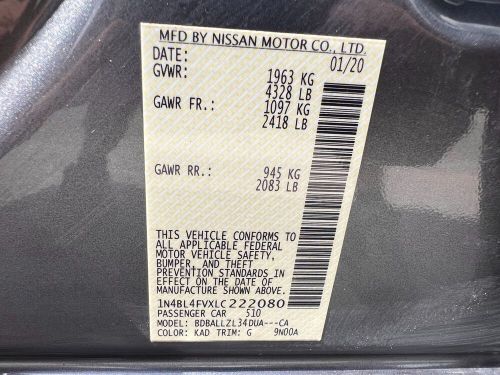 MFD BY NISSAN MOTOR CO., LTD.
DATE: 01/20
GVWR: 1963 KG
4328 LB
GAWR FR.: 1097 KG
2418 LB
GAWR RR.: 945 KG
2083 LB
THIS VEHICLE CONFORMS TO
ALL APPLICABLE FEDERAL
MOTOR VEHICLE SAFETY,
BUMPER, AND THEFT
PREVENTION STANDARDS IN
EFFECT ON THE DATE OF
MANUFACTURE SHOWN ABOVE.
1N4BL4FVXLC222080
PASSENGER CAR 510
MODEL: BDBALLZL34DUA---CA
COLOR: KAD TRIM: G 9N00A